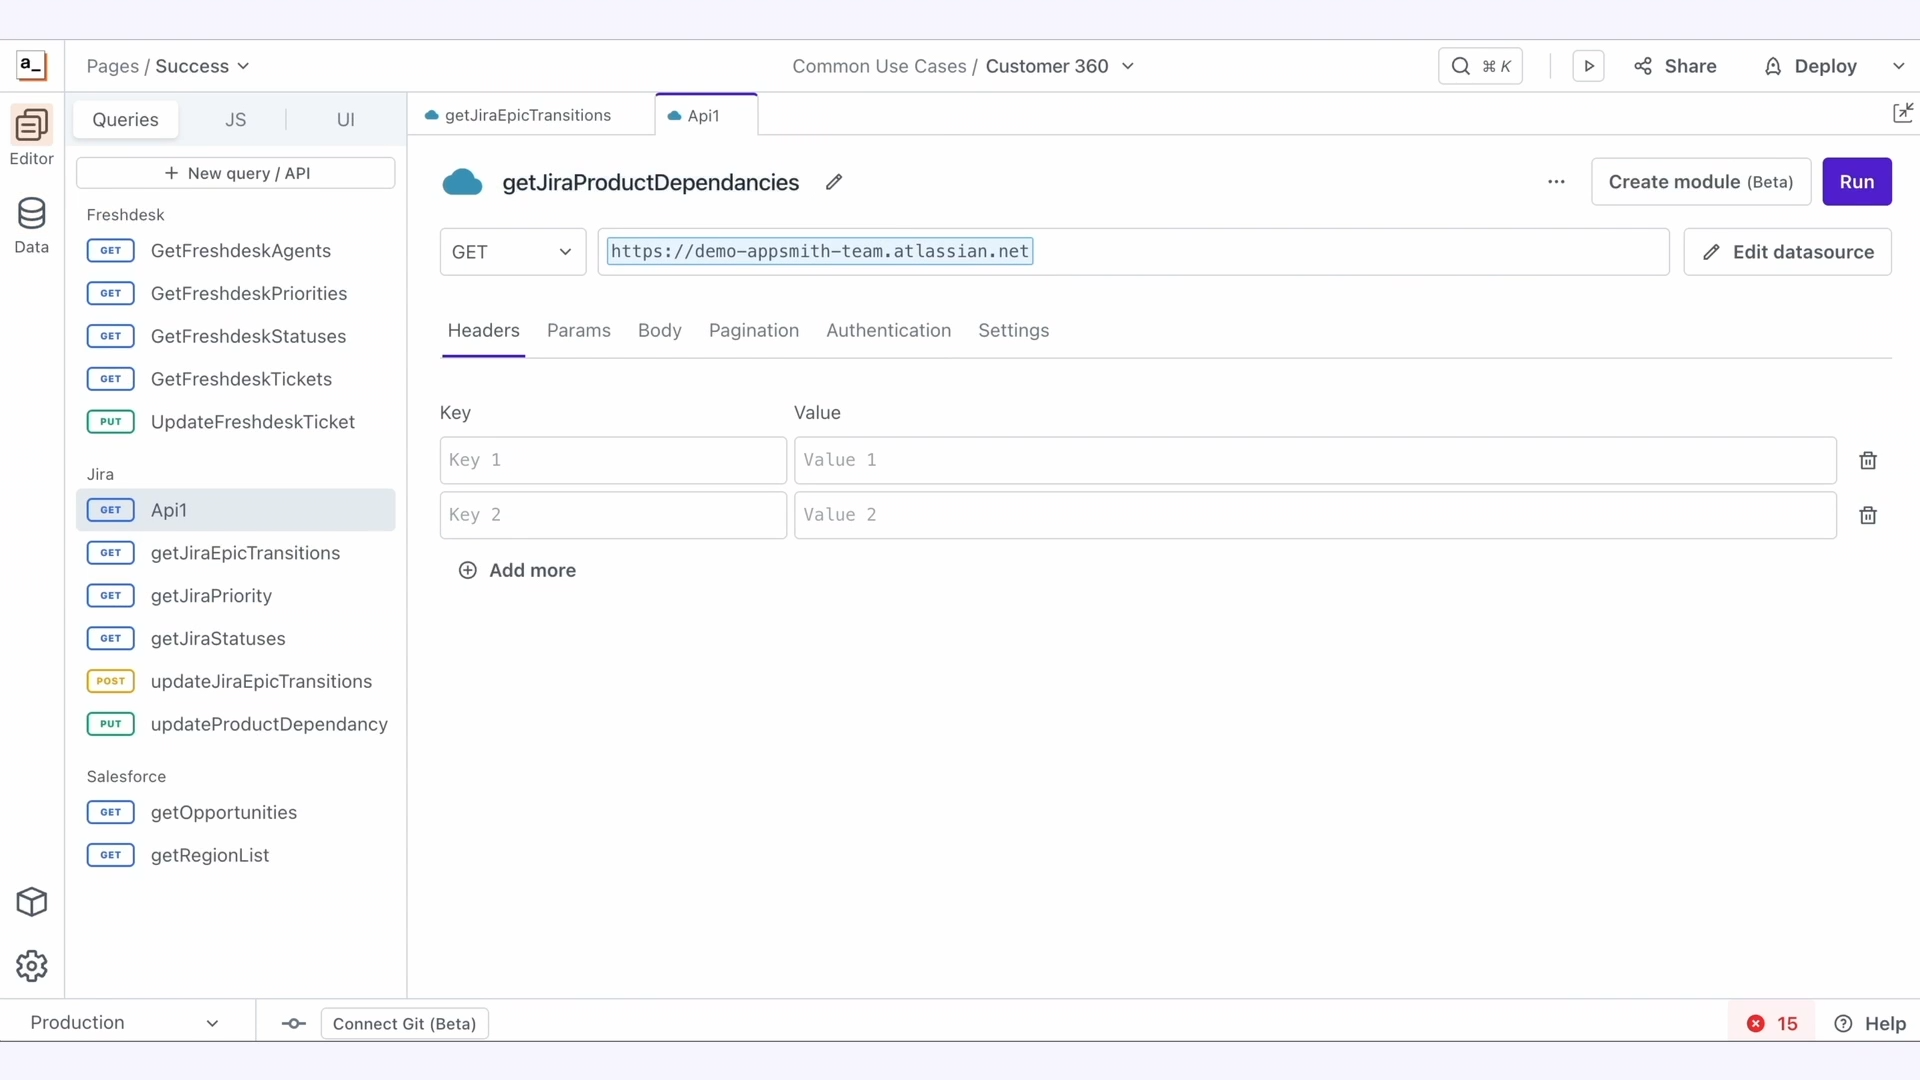 a_
Pages / Success
Common Use Cases / Customer 360
⌘ K
Share
Deploy
Editor
Data
Queries
JS
UI
+ New query / API
Freshdesk
GET GetFreshdeskAgents
GET GetFreshdeskPriorities
GET GetFreshdeskStatuses
GET GetFreshdeskTickets
PUT UpdateFreshdeskTicket
Jira
GET Api1
GET getJiraEpicTransitions
GET getJiraPriority
GET getJiraStatuses
POST updateJiraEpicTransitions
PUT updateProductDependancy
Salesforce
GET getOpportunities
GET getRegionList
getJiraEpicTransitions
Api1
getJiraProductDependancies
Create module (Beta)
Run
GET
https://demo-appsmith-team.atlassian.net
Edit datasource
Headers
Params
Body
Pagination
Authentication
Settings
Key
Value
Key 1
Value 1
Key 2
Value 2
Add more
Production
Connect Git (Beta)
15
Help